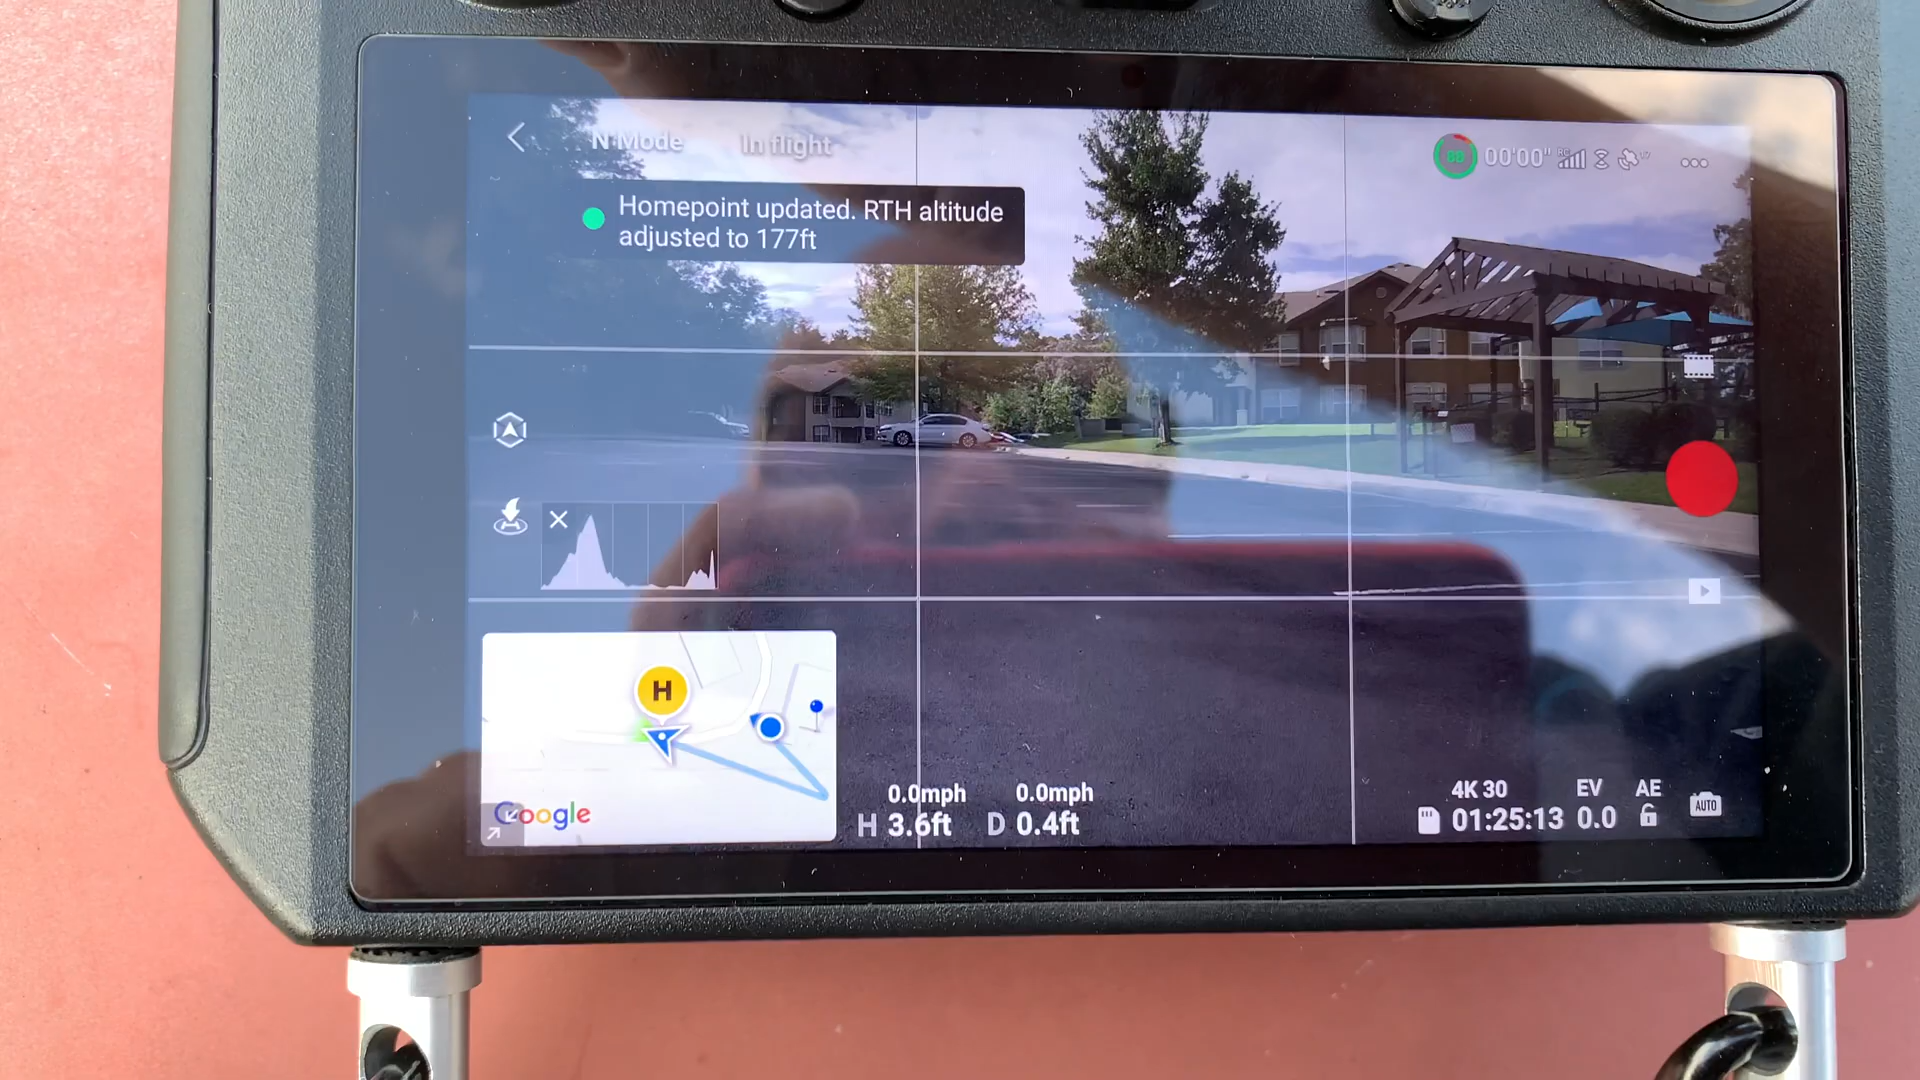 N Mode In flight
00'00" RC
Homepoint updated. RTH altitude
adjusted to 177ft
H
Google
0.0mph 0.0mph
H 3.6ft D 0.4ft
4K 30 EV AE
01:25:13 0.0
AUTO